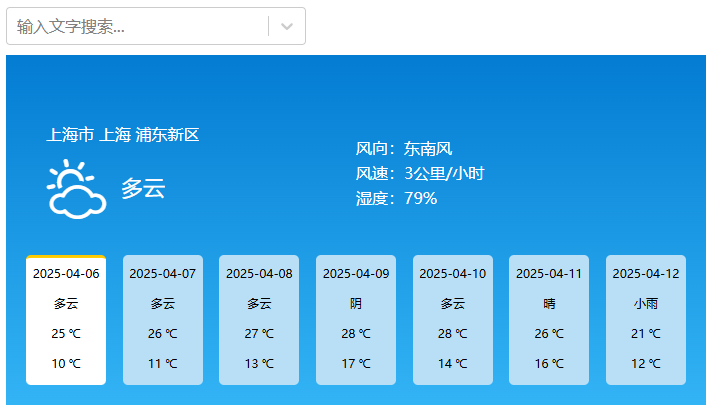 输入文字搜索...
上海市 上海 浦东新区
多云
风向：东南风
风速：3公里/小时
湿度：79%
2025-04-06
多云
25 ℃
10 ℃
2025-04-07
多云
26 ℃
11 ℃
2025-04-08
多云
27 ℃
13 ℃
2025-04-09
阴
28 ℃
17 ℃
2025-04-10
多云
28 ℃
14 ℃
2025-04-11
晴
26 ℃
16 ℃
2025-04-12
小雨
21 ℃
12 ℃